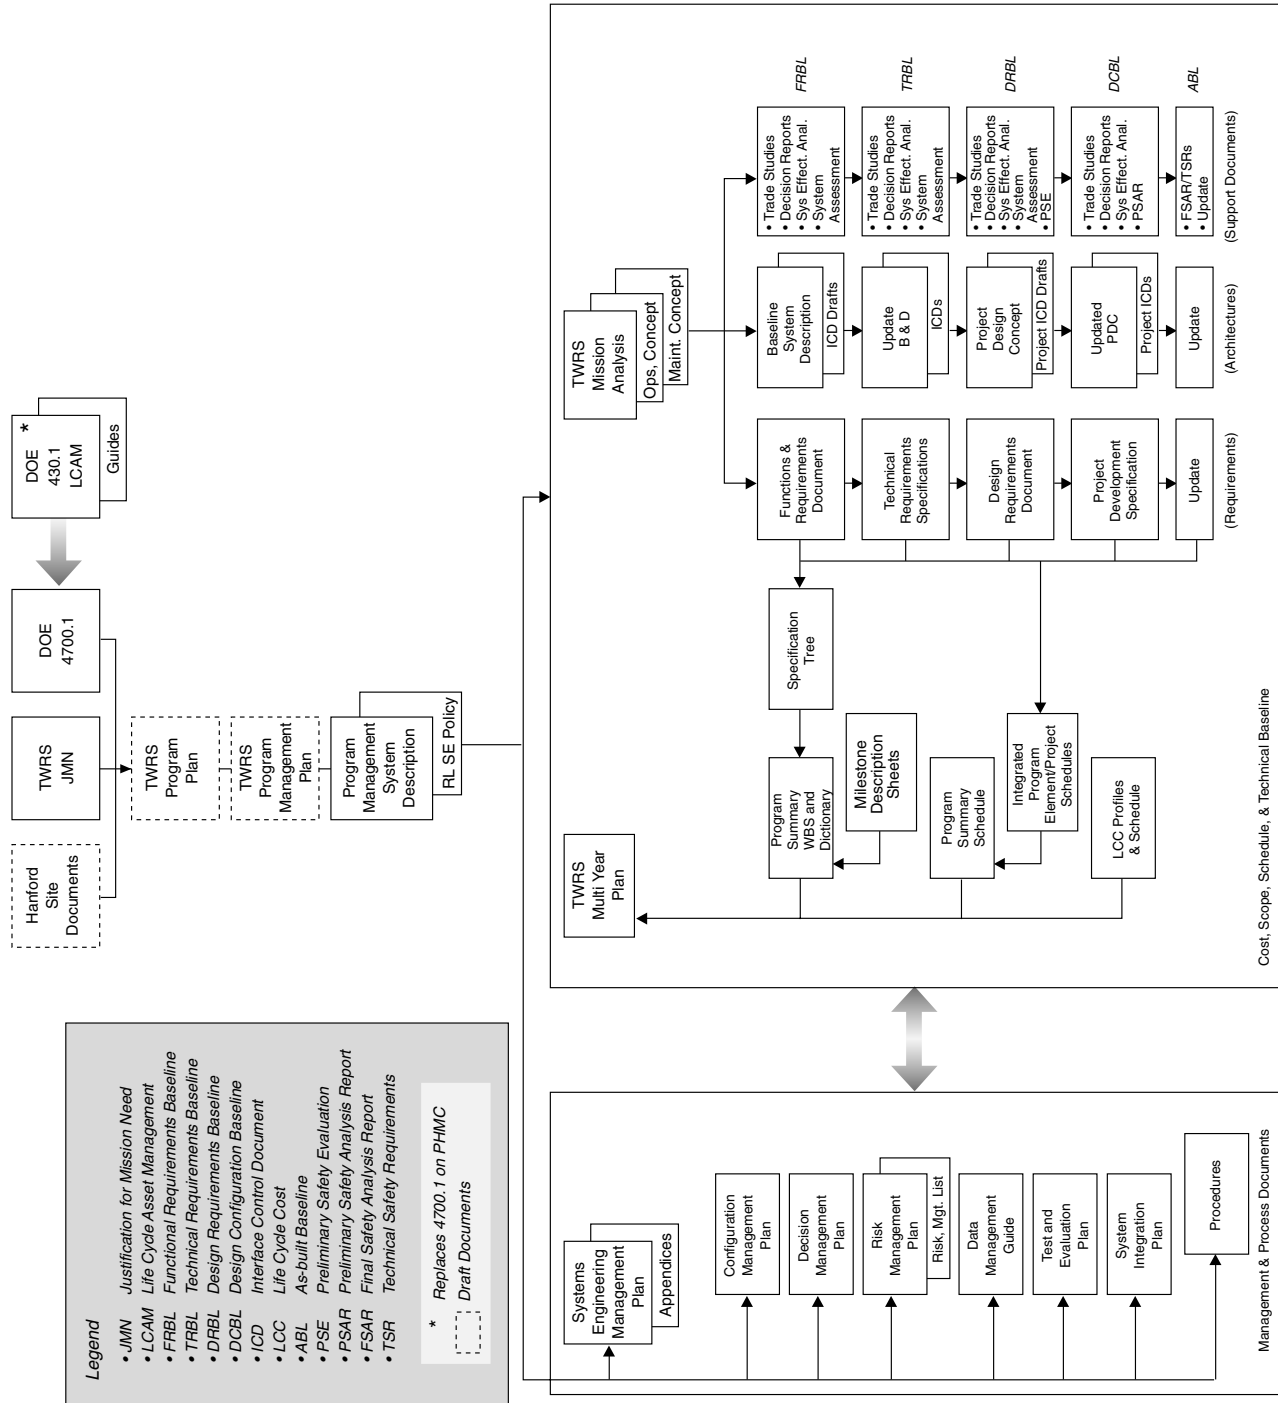 Hanford
Site
Documents
TWRS
JMN
DOE
4700.1
DOE
430.1
LCAM
*
Guides
TWRS
Program
Plan
TWRS
Program
Management
Plan
Program
Management
System
Description
RL SE Policy
Legend
• JMN Justification for Mission Need
• LCAM Life Cycle Asset Management
• FRBL Functional Requirements Baseline
• TRBL Technical Requirements Baseline
• DRBL Design Requirements Baseline
• DCBL Design Configuration Baseline
• ICD Interface Control Document
• LCC Life Cycle Cost
• ABL As-built Baseline
• PSE Preliminary Safety Evaluation
• PSAR Preliminary Safety Analysis Report
• FSAR Final Safety Analysis Report
• TSR Technical Safety Requirements
* Replaces 4700.1 on PHMC
Draft Documents
Systems
Engineering
Management
Plan
Appendices
Configuration
Management
Plan
Decision
Management
Plan
Risk
Management
Plan
Risk, Mgt. List
Data
Management
Guide
Test and
Evaluation
Plan
System
Integration
Plan
Procedures
Management & Process Documents
TWRS
Multi Year
Plan
TWRS
Mission
Analysis
Ops, Concept
Maint. Concept
Program
Summary
WBS and
Dictionary
Milestone
Description
Sheets
Specification
Tree
Program
Summary
Schedule
Integrated
Program
Element/Project
Schedules
LCC Profiles
& Schedule
Functions &
Requirements
Document
Baseline
System
Description
ICD Drafts
• Trade Studies
• Decision Reports
• Sys Effect. Anal.
• System
Assessment
FRBL
Technical
Requirements
Specifications
Update
B & D
ICDs
• Trade Studies
• Decision Reports
• Sys Effect. Anal.
• System
Assessment
TRBL
Design
Requirements
Document
Project
Design
Concept
Project ICD Drafts
• Trade Studies
• Decision Reports
• Sys Effect. Anal.
• System
Assessment
• PSE
DRBL
Project
Development
Specification
Updated
PDC
Project ICDs
• Trade Studies
• Decision Reports
• Sys Effect. Anal.
• PSAR
DCBL
Update
Update
• FSAR/TSRs
• Update
ABL
(Requirements)
(Architectures)
(Support Documents)
Cost, Scope, Schedule, & Technical Baseline